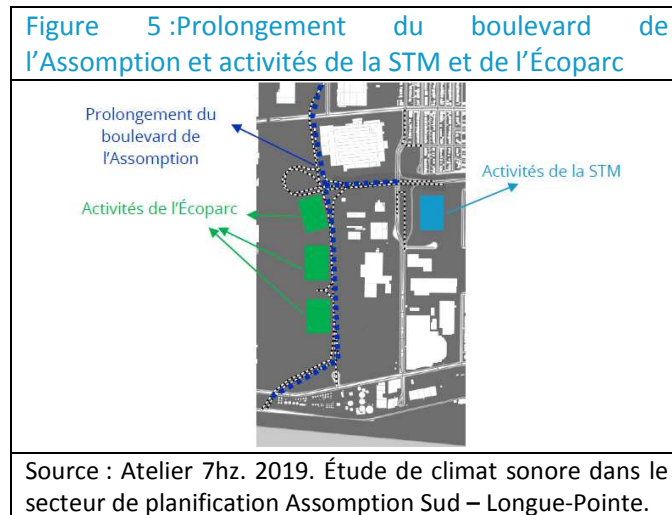 Figure 5 :Prolongement du boulevard de
l’Assomption et activités de la STM et de l’Écoparc
Prolongement du
boulevard de
l’Assomption
Activités de la STM
Activités de l’Écoparc
Source : Atelier 7hz. 2019. Étude de climat sonore dans le
secteur de planification Assomption Sud – Longue-Pointe.